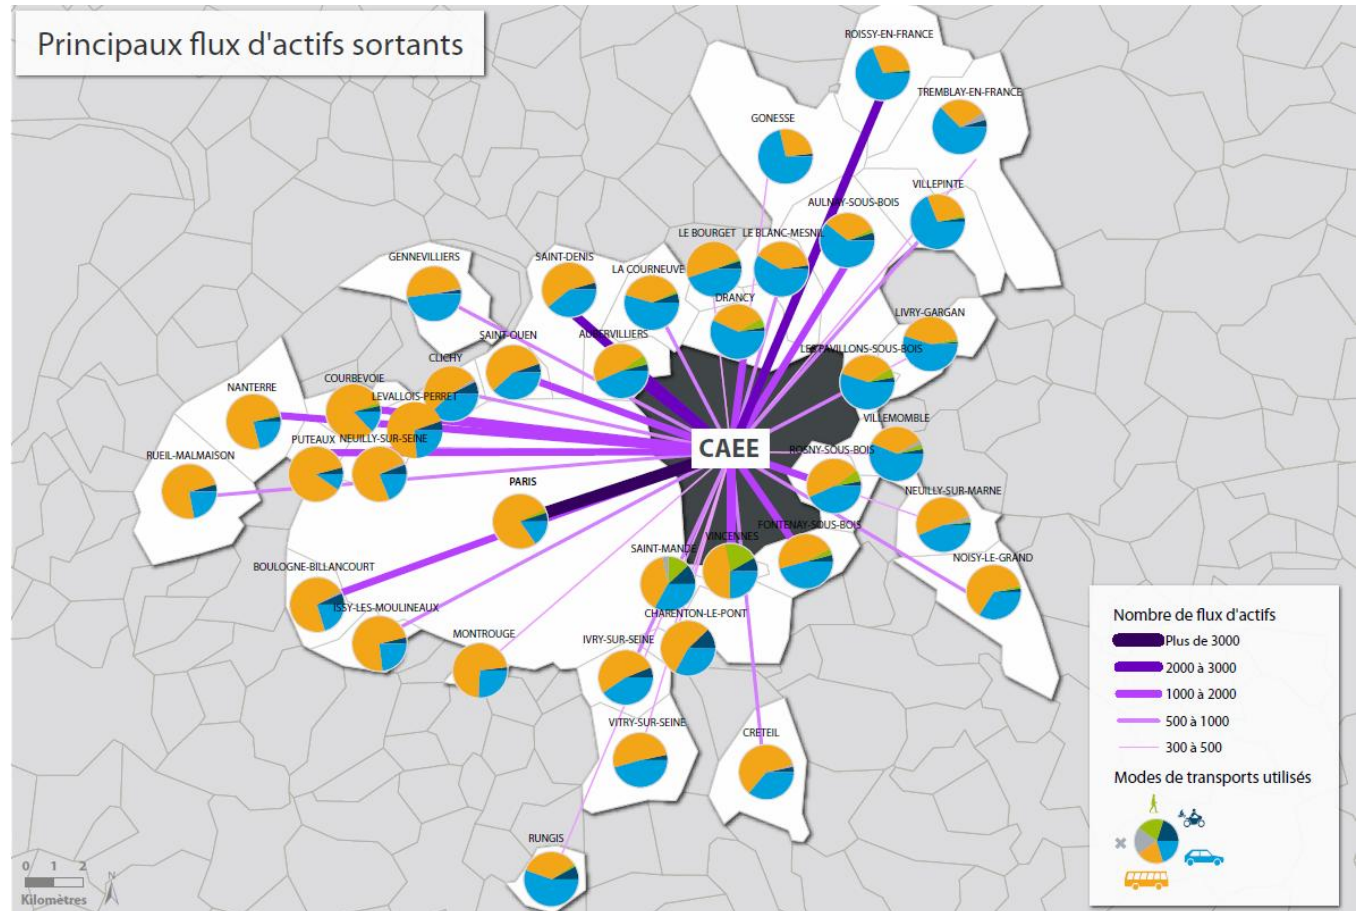 Principaux flux d'actifs sortants
ROISSY-EN-FRANCE
TREMBLAY-EN-FRANCE
GONESSE
VILLEPINTE
AULNAY-SOUS-BOIS
LE BOURGET
LE BLANC-MESNIL
GENNEVILLIERS
SAINT-DENIS
LA COURNEUVE
DRANCY
LIVRY-GARGAN
SAINT-OUEN
AUBERVILLIERS
LES PAVILLONS-SOUS-BOIS
CLICHY
NANTERRE
COURBEVOIE
LEVALLOIS-PERRET
VILLEMOMBLE
PUTEAUX
NEUILLY-SUR-SEINE
CAEE
ROSNY-SOUS-BOIS
RUEIL-MALMAISON
PARIS
NEUILLY-SUR-MARNE
FONTENAY-SOUS-BOIS
VINCENNES
SAINT-MANDE
NOISY-LE-GRAND
BOULOGNE-BILLANCOURT
ISSY-LES-MOULINEAUX
CHARENTON-LE-PONT
MONTROUGE
IVRY-SUR-SEINE
VITRY-SUR-SEINE
CRETEIL
RUNGIS
Nombre de flux d'actifs
Plus de 3000
2000 à 3000
1000 à 2000
500 à 1000
300 à 500
Modes de transports utilisés
0 1 2
Kilomètres
N